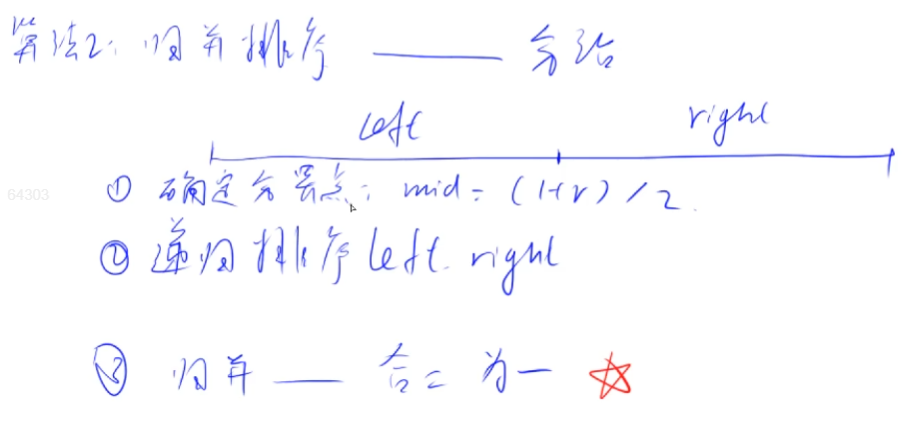 算法2: 归并排序 —— 分治
left right
① 确定分界点: mid = (l+r) / 2.
64303
② 递归排序 left. right
③ 归并 —— 合二为一 ☆